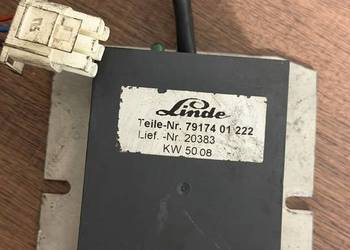 Linde
Teile-Nr. 79174 01 222
Lief. -Nr. 20383
KW 50 08